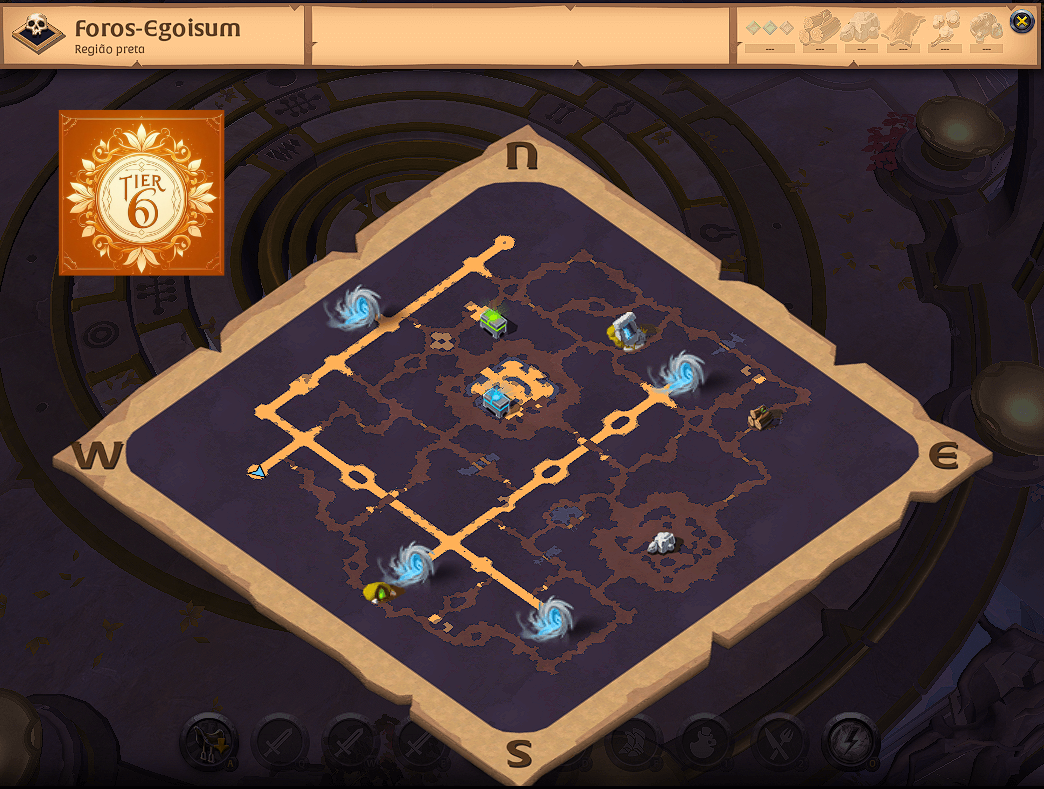 Foros-Egoisum
Região preta
--- --- --- --- --- ---
TIER
6
N
W
E
S
A
O